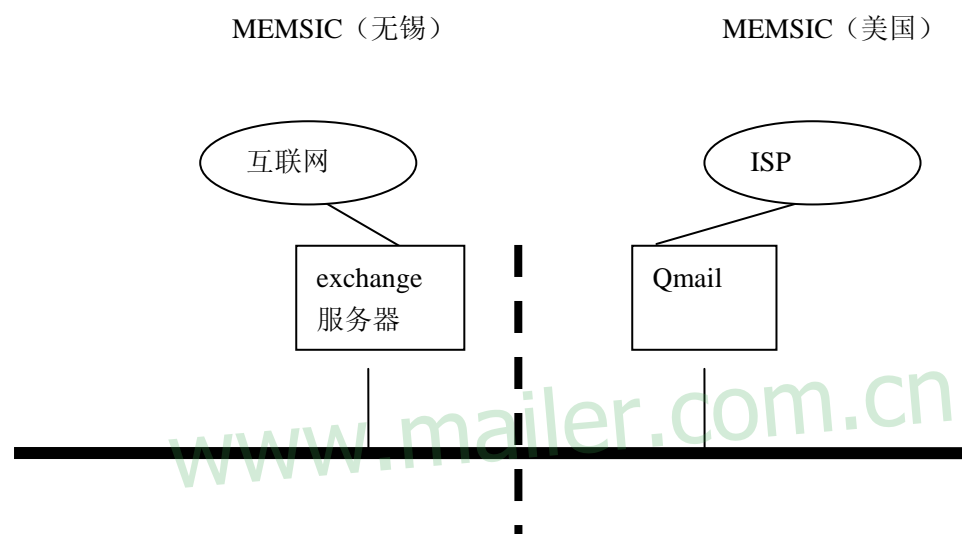 MEMSIC（无锡）
MEMSIC（美国）
互联网
ISP
exchange
服务器
Qmail
www.mailer.com.cn